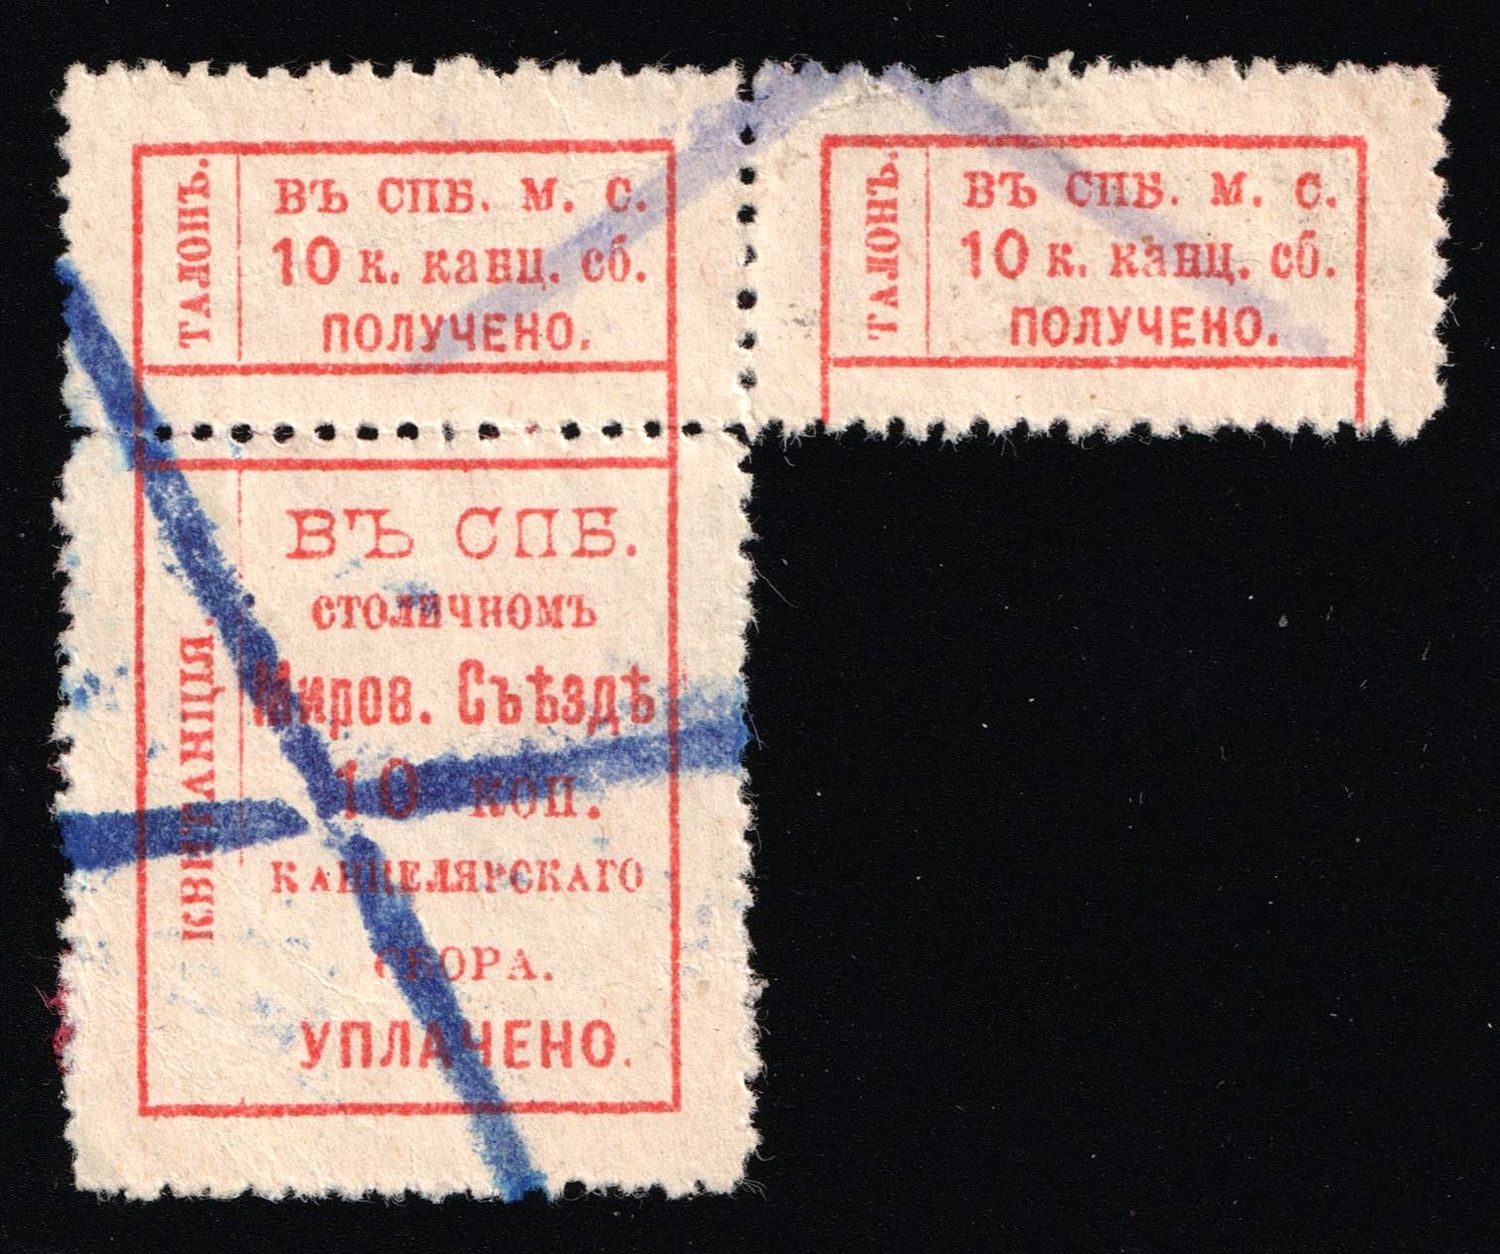 ТАЛОНЪ.
ВЪ СПБ. М. С.
10 к. канц. сб.
ПОЛУЧЕНО.
ТАЛОНЪ.
ВЪ СПБ. М. С.
10 к. канц. сб.
ПОЛУЧЕНО.
КВИТАНЦІЯ.
ВЪ СПБ.
СТОЛИЧНОМЪ
Миров. Съѣздѣ
10 коп.
КАНЦЕЛЯРСКАГО
СБОРА.
УПЛАЧЕНО.